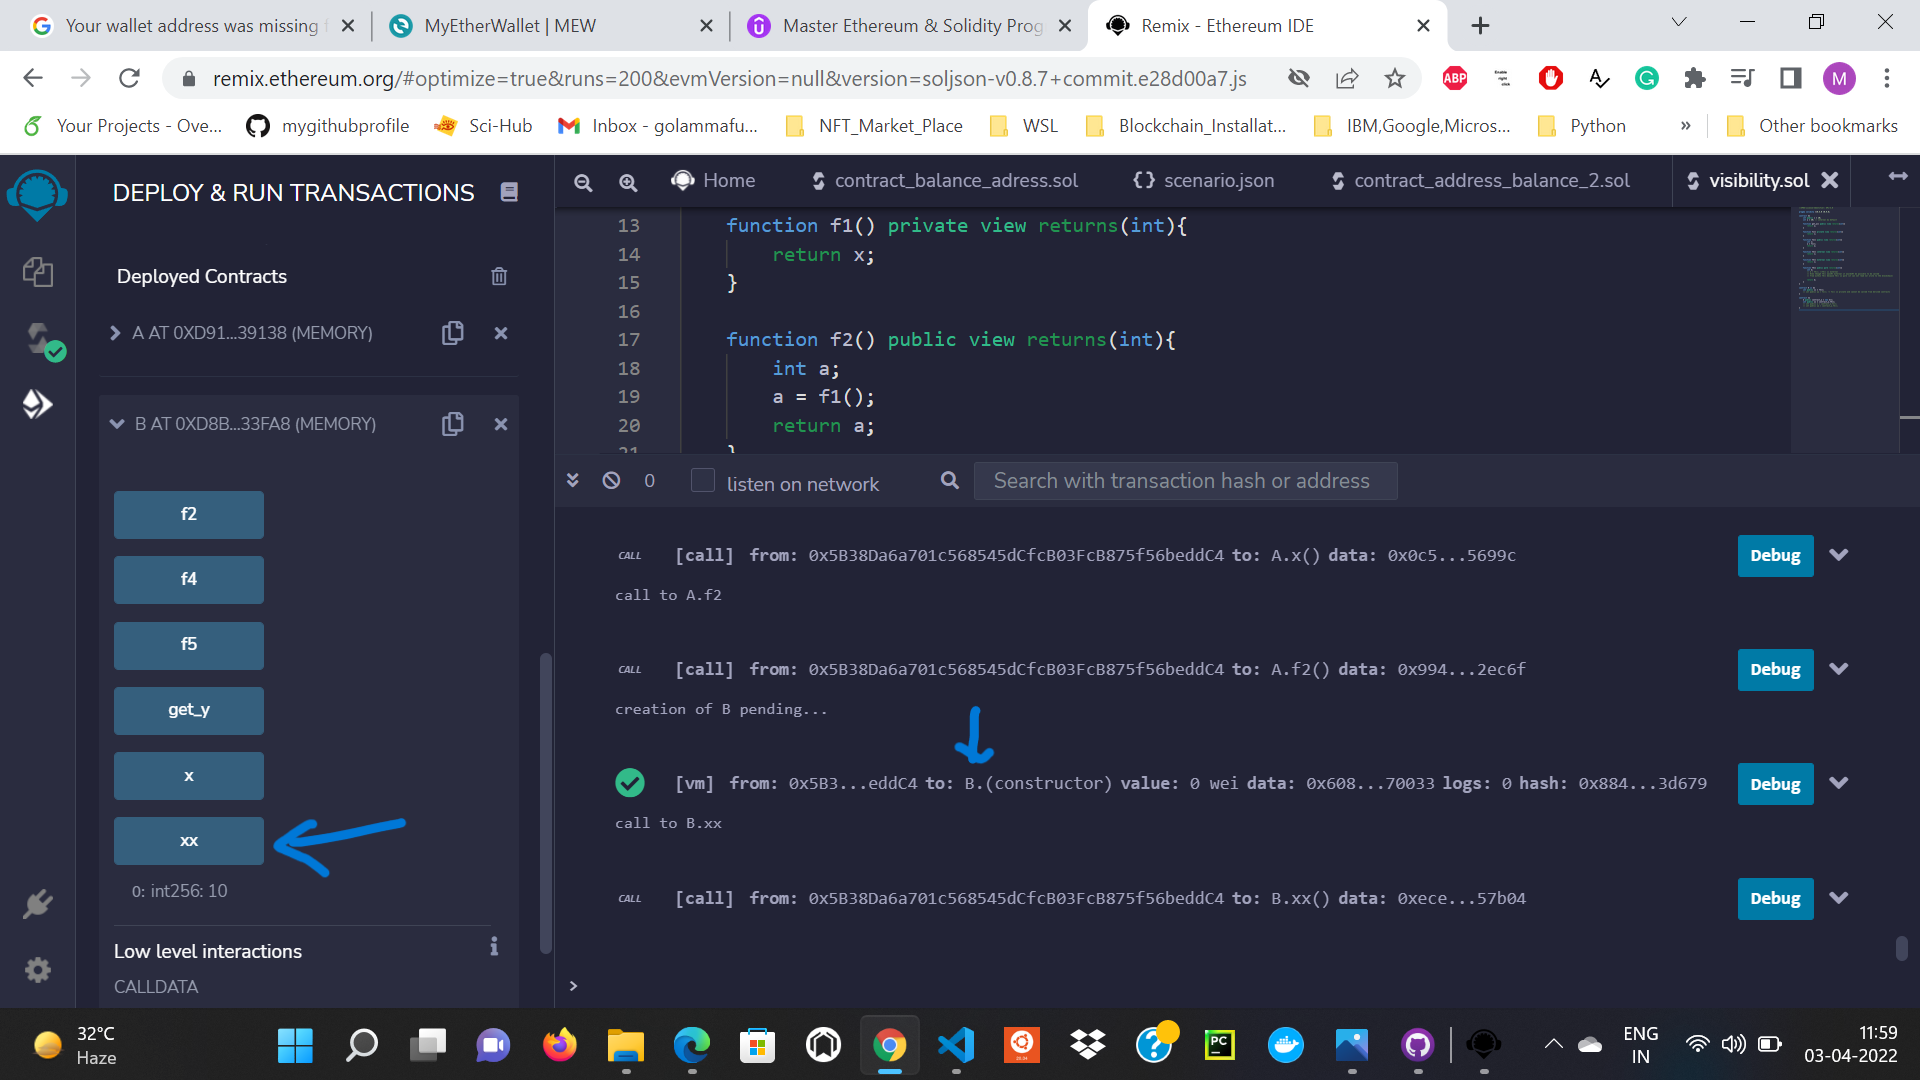 Your wallet address was missing f
MyEtherWallet | MEW
Master Ethereum & Solidity Prog
Remix - Ethereum IDE
remix.ethereum.org/#optimize=true&runs=200&evmVersion=null&version=soljson-v0.8.7+commit.e28d00a7.js
ABP
M
Your Projects - Ove...
mygithubprofile
Sci-Hub
Inbox - golammafu...
NFT_Market_Place
WSL
Blockchain_Installat...
IBM,Google,Micros...
Python
»
Other bookmarks
DEPLOY & RUN TRANSACTIONS
Home
contract_balance_adress.sol
scenario.json
contract_address_balance_2.sol
visibility.sol
Deployed Contracts
A AT 0XD91...39138 (MEMORY)
B AT 0XD8B...33FA8 (MEMORY)
f2
f4
f5
get_y
x
xx
0: int256: 10
Low level interactions
CALLDATA
13 function f1() private view returns(int){
14 return x;
15 }
16
17 function f2() public view returns(int){
18 int a;
19 a = f1();
20 return a;
21 }
0
listen on network
Search with transaction hash or address
CALL [call] from: 0x5B38Da6a701c568545dCfcB03FcB875f56beddC4 to: A.x() data: 0x0c5...5699c
Debug
call to A.f2
CALL [call] from: 0x5B38Da6a701c568545dCfcB03FcB875f56beddC4 to: A.f2() data: 0x994...2ec6f
Debug
creation of B pending...
[vm] from: 0x5B3...eddC4 to: B.(constructor) value: 0 wei data: 0x608...70033 logs: 0 hash: 0x884...3d679
Debug
call to B.xx
CALL [call] from: 0x5B38Da6a701c568545dCfcB03FcB875f56beddC4 to: B.xx() data: 0xece...57b04
Debug
>
32°C
Haze
PC
ENG
IN
11:59
03-04-2022